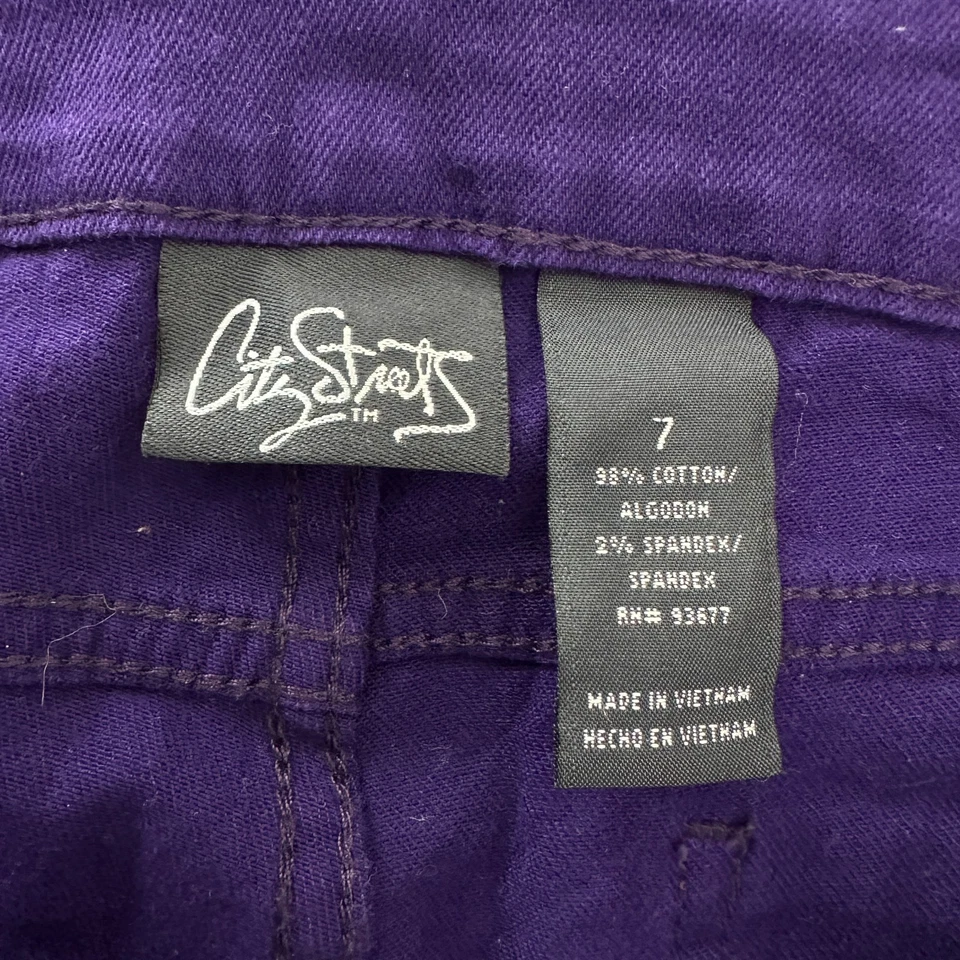 City Streets
TM
7
98% COTTON/
ALGODON
2% SPANDEX/
SPANDEX
RN# 93677
MADE IN VIETNAM
HECHO EN VIETNAM